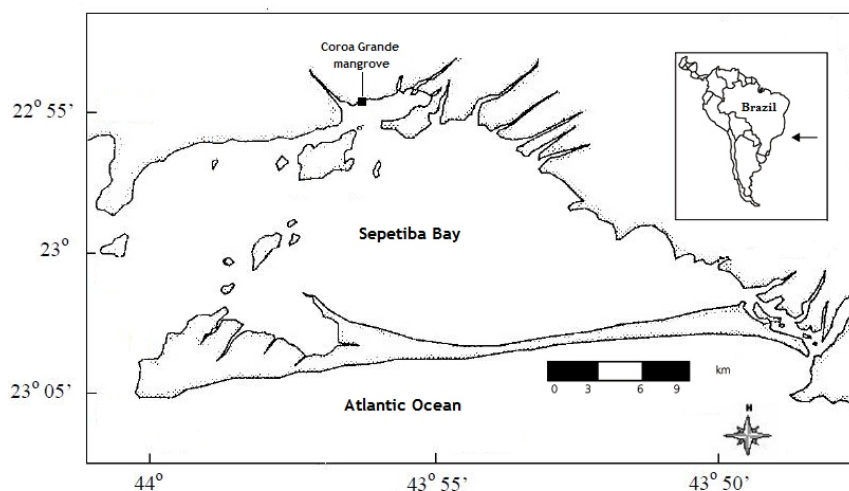 Coroa Grande
mangrove
22° 55'
Brazil
Sepetiba Bay
23°
km
0 3 6 9
23° 05'
Atlantic Ocean
N
44° 43° 55' 43° 50'